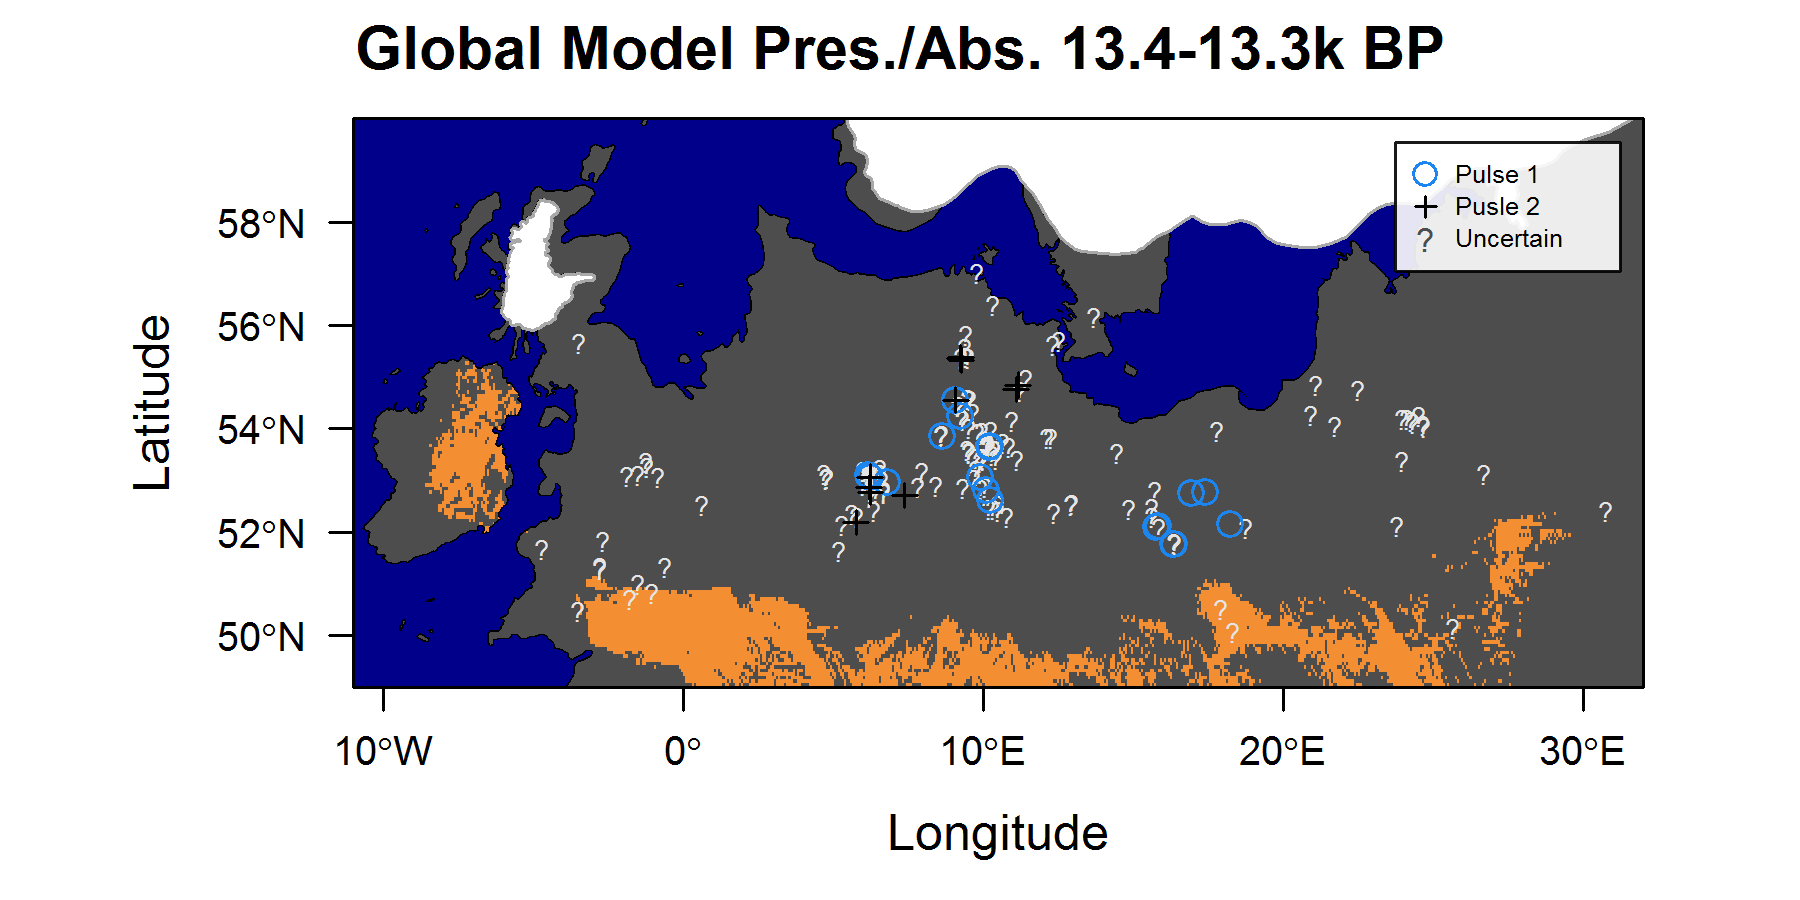 Global Model Pres./Abs. 13.4-13.3k BP
Pulse 1
Pusle 2
? Uncertain
58°N
56°N
54°N
52°N
50°N
Latitude
10°W 0° 10°E 20°E 30°E
Longitude